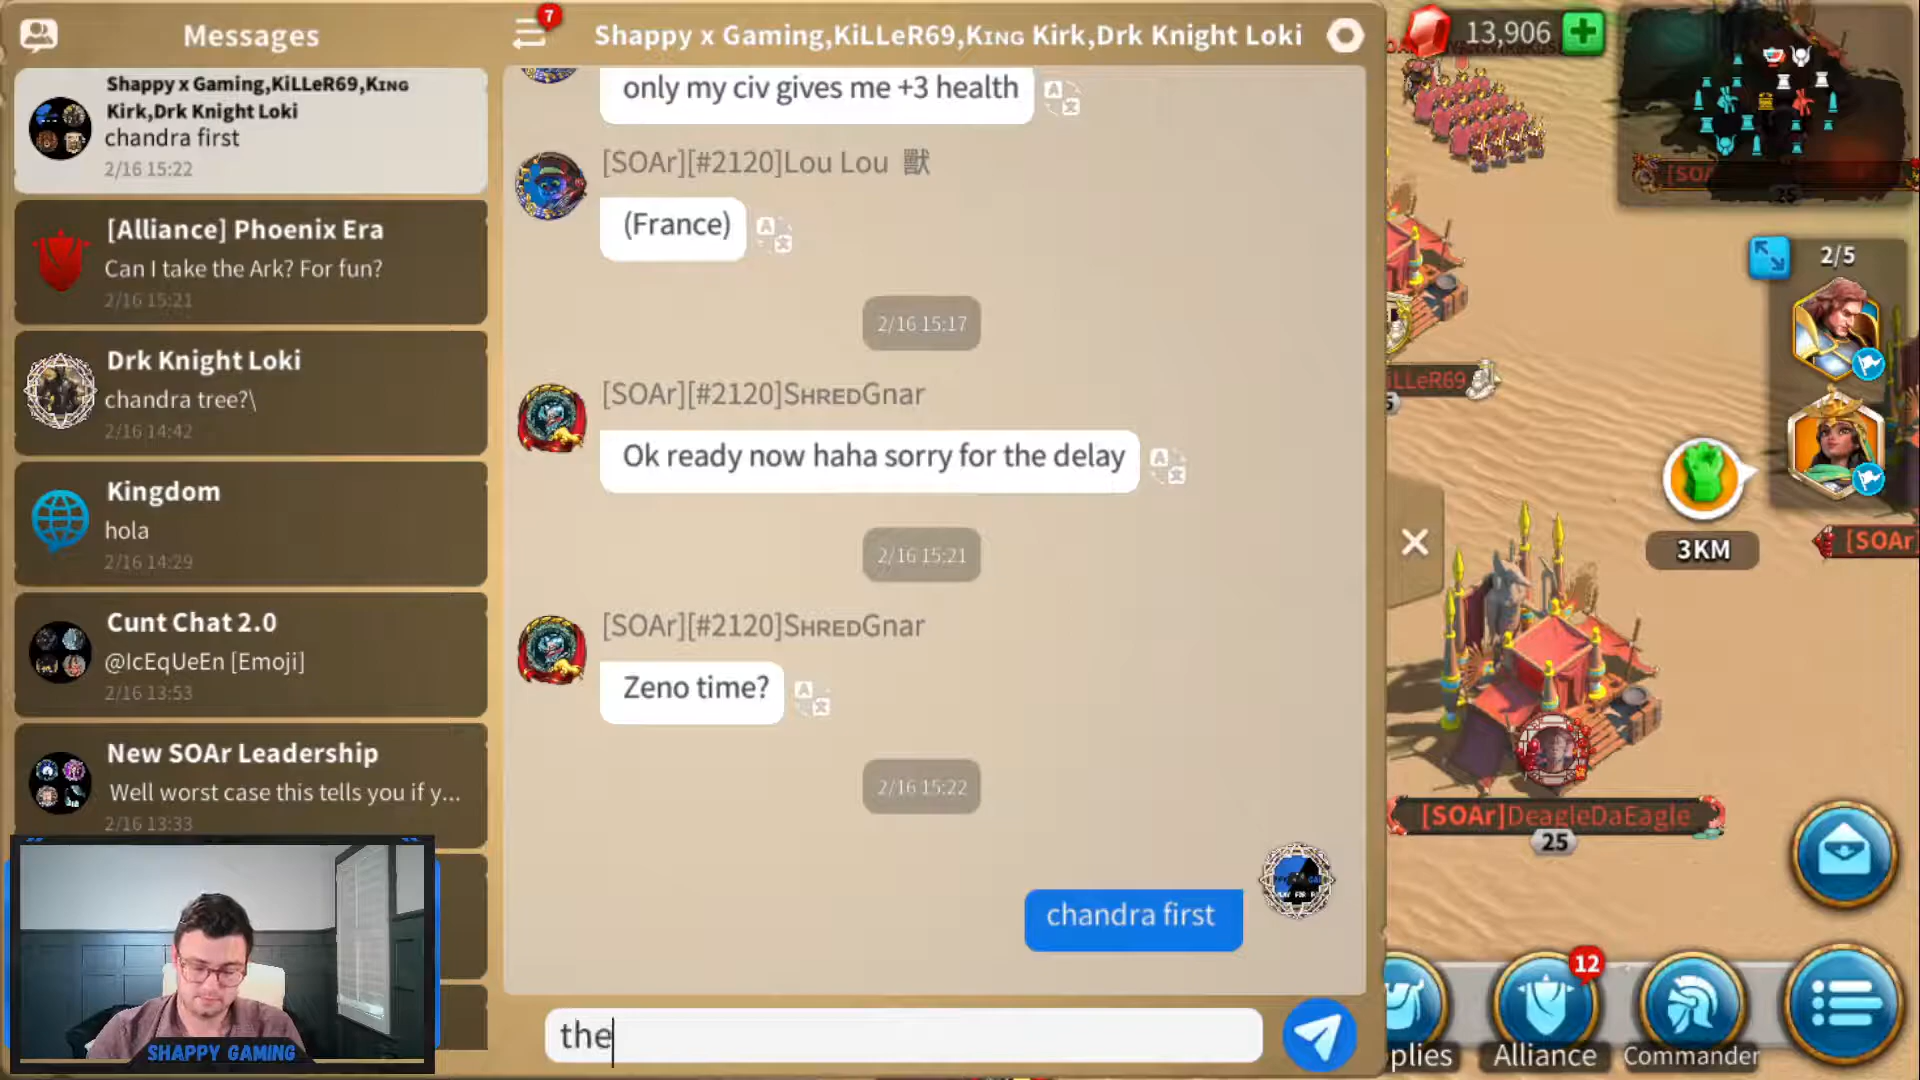 Messages
Shappy x Gaming,KiLLeR69,KING
Kirk,Drk Knight Loki
chandra first
2/16 15:22
[Alliance] Phoenix Era
Can I take the Ark? For fun?
2/16 15:21
Drk Knight Loki
chandra tree?\
2/16 14:42
Kingdom
hola
2/16 14:29
Cunt Chat 2.0
@IcEqUeEn [Emoji]
2/16 13:53
New SOAr Leadership
Well worst case this tells you if y...
2/16 13:33
SHAPPY GAMING
7
Shappy x Gaming,KiLLeR69,KING Kirk,Drk Knight Loki
only my civ gives me +3 health
[SOAr][#2120]Lou Lou 獸
(France)
2/16 15:17
[SOAr][#2120]SHREDGnar
Ok ready now haha sorry for the delay
2/16 15:21
[SOAr][#2120]SHREDGnar
Zeno time?
2/16 15:22
chandra first
the
13,906
25
2/5
3KM
[SOAr]
[SOAr]DeagleDaEagle
25
12
plies
Alliance
Commander